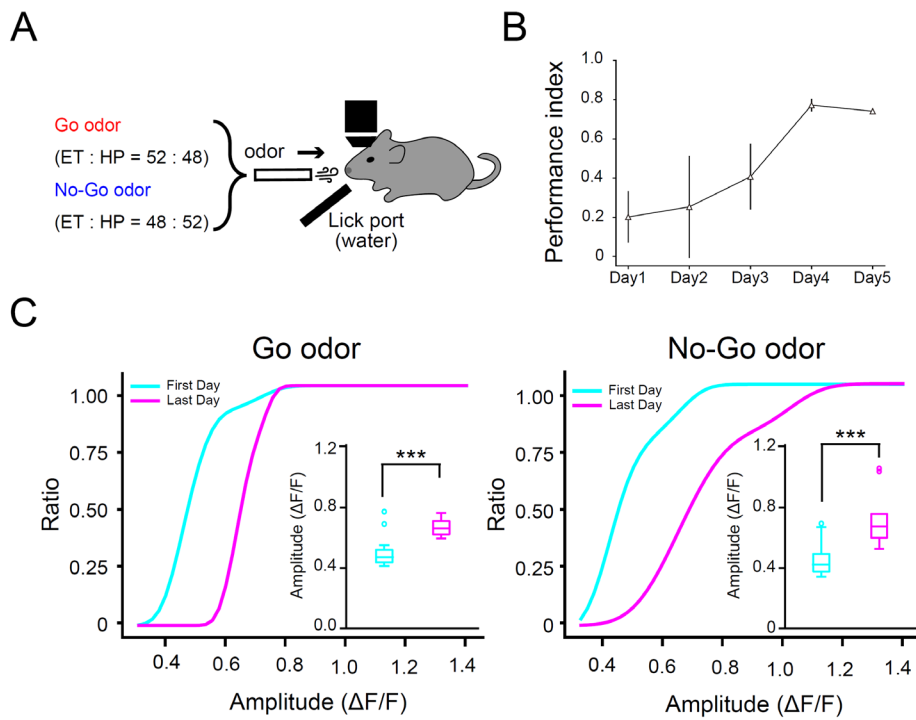 A
Go odor
(ET : HP = 52 : 48)
No-Go odor
(ET : HP = 48 : 52)
odor
Lick port
(water)
B
Performance index
1.0
0.8
0.6
0.4
0.2
0
Day1 Day2 Day3 Day4 Day5
C
Go odor
First Day
Last Day
Ratio
1.00
0.75
0.50
0.25
0
0.4 0.6 0.8 1.0 1.2 1.4
Amplitude (ΔF/F)
Amplitude (ΔF/F)
1.2
0.8
0.4
0.0
***
No-Go odor
First Day
Last Day
Ratio
1.00
0.75
0.50
0.25
0
0.4 0.6 0.8 1.0 1.2 1.4
Amplitude (ΔF/F)
Amplitude (ΔF/F)
1.2
0.8
0.4
0
***